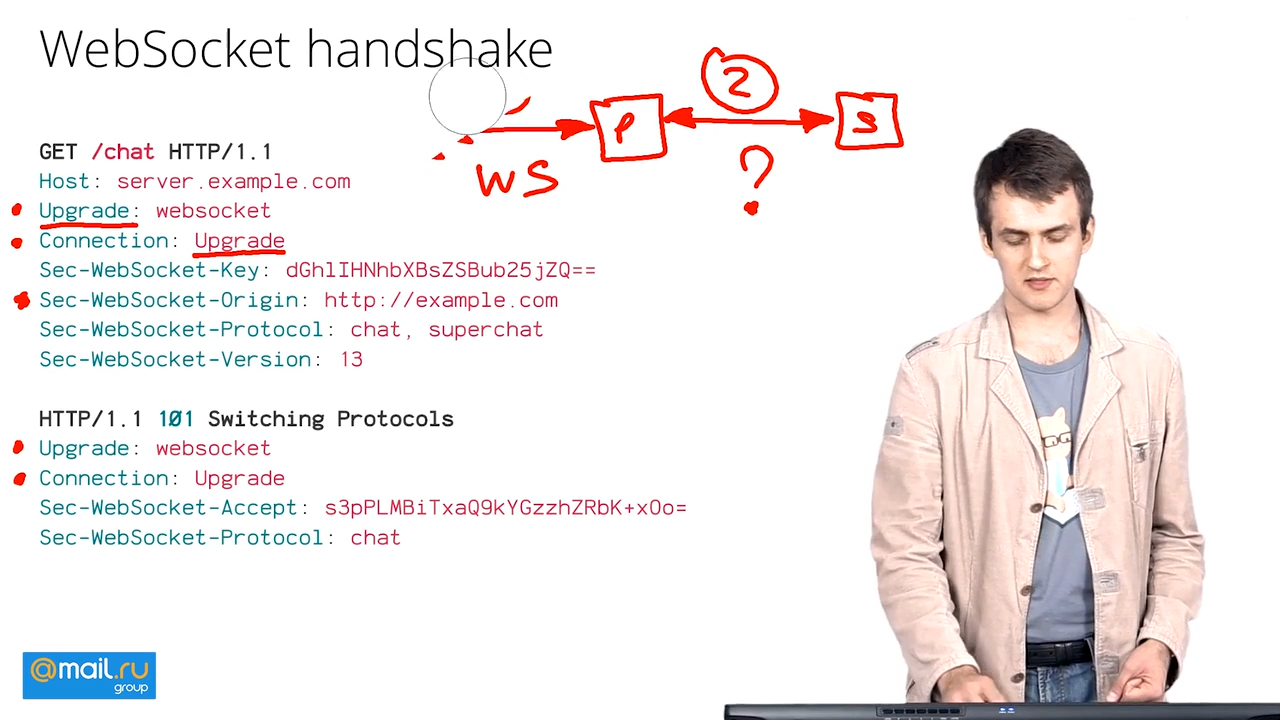 WebSocket handshake
2
P
S
WS
?
GET /chat HTTP/1.1
Host: server.example.com
Upgrade: websocket
Connection: Upgrade
Sec-WebSocket-Key: dGhlIHNhbXBsZSBub25jZQ==
Sec-WebSocket-Origin: http://example.com
Sec-WebSocket-Protocol: chat, superchat
Sec-WebSocket-Version: 13
HTTP/1.1 101 Switching Protocols
Upgrade: websocket
Connection: Upgrade
Sec-WebSocket-Accept: s3pPLMBiTxaQ9kYGzzhZRbK+xOo=
Sec-WebSocket-Protocol: chat
@mail.ru
group